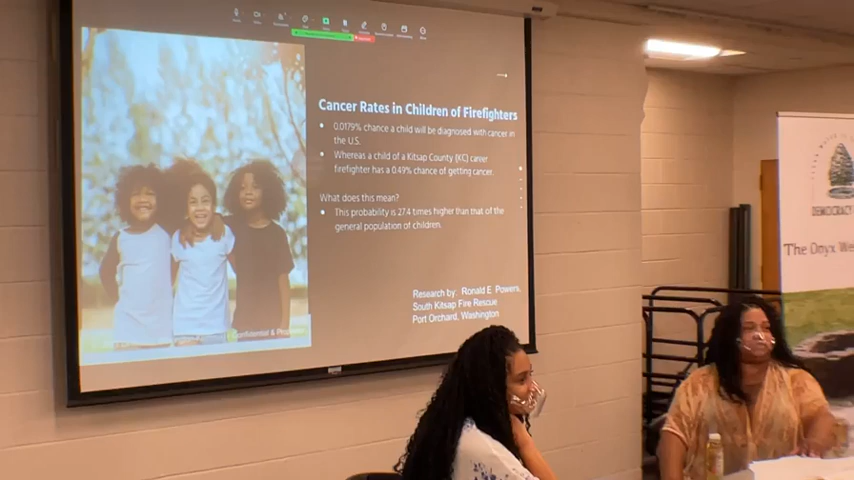 Cancer Rates in Children of Firefighters
0.0179% chance a child will be diagnosed with cancer in
the U.S.
Whereas a child of a Kitsap County (KC) career
firefighter has a 0.49% chance of getting cancer.
What does this mean?
This probability is 27.4 times higher than that of the
general population of children.
Research by: Ronald E. Powers,
South Kitsap Fire Rescue
Port Orchard, Washington
Confidential &
DEMOCRACY
The Onyx We